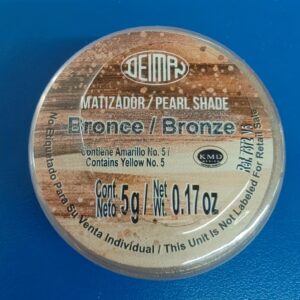 DEIMAN
MATIZADOR / PEARL SHADE
Bronce / Bronze
Contiene Amarillo No. 5 /
Contains Yellow No. 5
KMD
Cont. Neto 5g / Net Wt. 0.17 oz
No Etiquetado Para Su Venta Individual / This Unit Is Not Labeled For Retail Sale